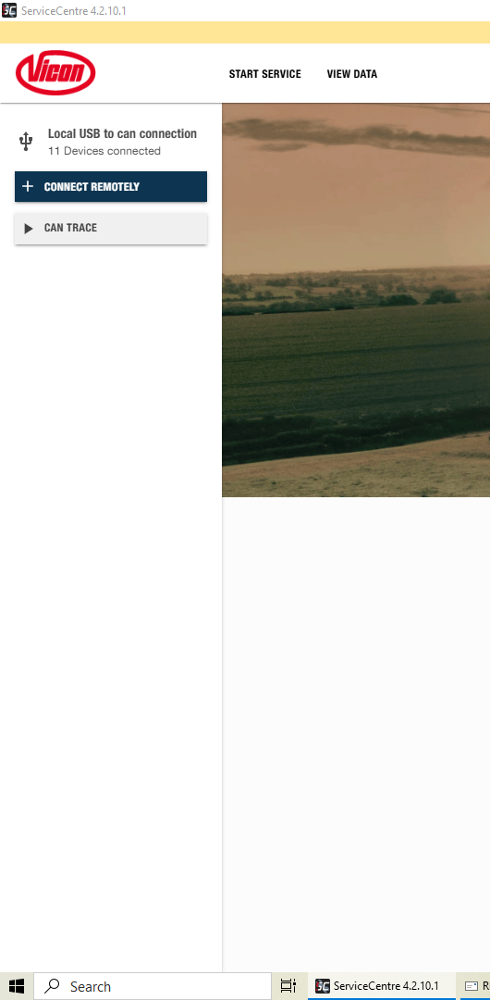 ServiceCentre 4.2.10.1
Vicon
START SERVICE VIEW DATA
Local USB to can connection
11 Devices connected
CONNECT REMOTELY
CAN TRACE
Search
ServiceCentre 4.2.10.1
R